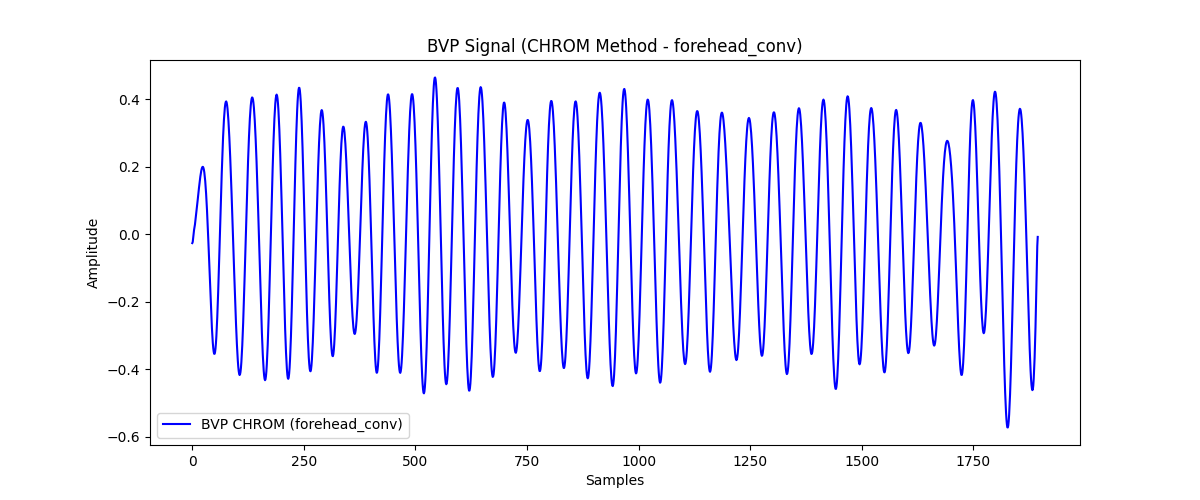 BVP Signal (CHROM Method - forehead_conv)
Amplitude
0.4
0.2
0.0
−0.2
−0.4
−0.6
BVP CHROM (forehead_conv)
0 250 500 750 1000 1250 1500 1750
Samples